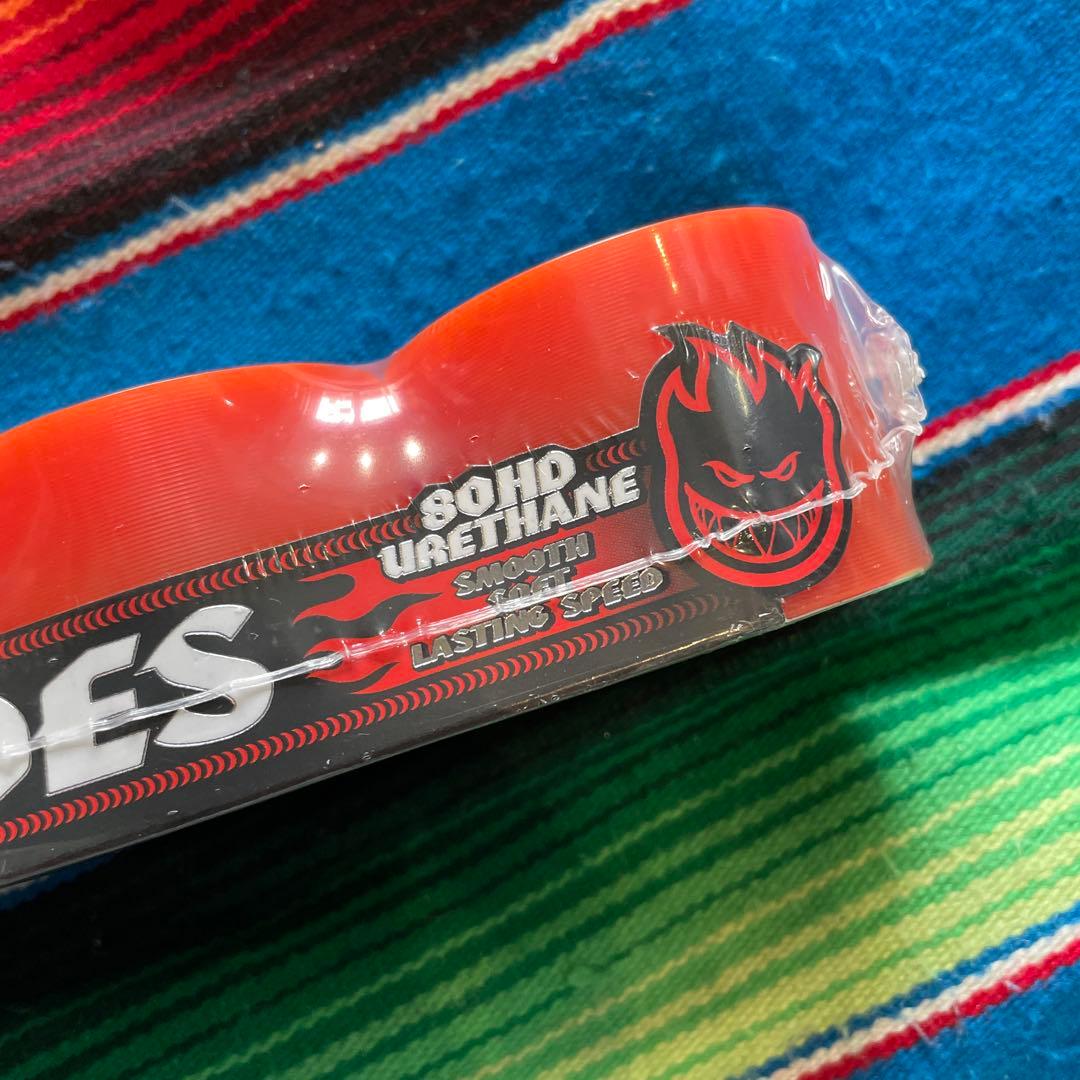 80HD
URETHANE
SMOOTH
SOFT
LASTING SPEED
DES